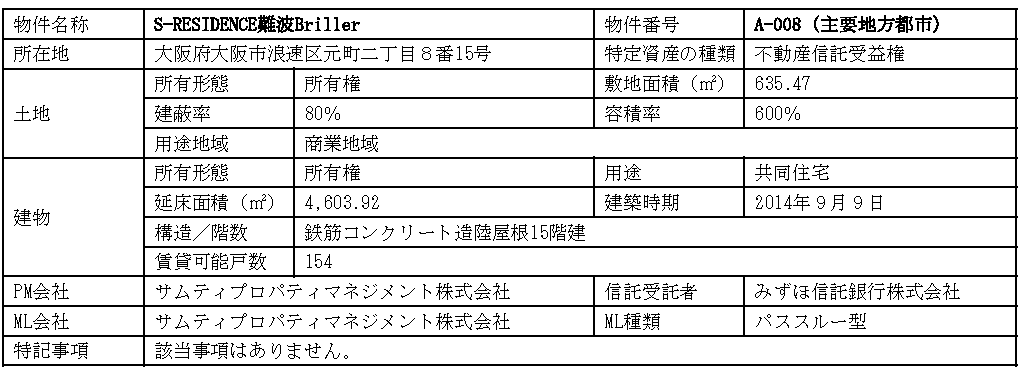 物件名称 S-RESIDENCE難波Briller 物件番号 A-008（主要地方都市）
所在地 大阪府大阪市浪速区元町二丁目８番15号 特定資産の種類 不動産信託受益権
土地 所有形態 所有権 敷地面積（㎡） 635.47
建蔽率 80％ 容積率 600％
用途地域 商業地域
建物 所有形態 所有権 用途 共同住宅
延床面積（㎡） 4,603.92 建築時期 2014年９月９日
構造／階数 鉄筋コンクリート造陸屋根15階建
賃貸可能戸数 154
PM会社 サムティプロパティマネジメント株式会社 信託受託者 みずほ信託銀行株式会社
ML会社 サムティプロパティマネジメント株式会社 ML種類 パススルー型
特記事項 該当事項はありません。